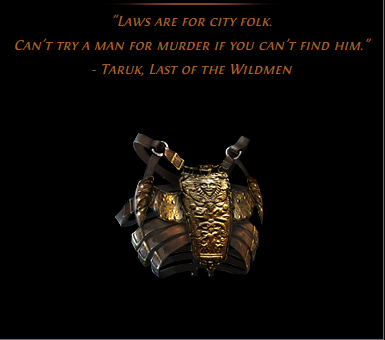 "Laws are for city folk.
Can't try a man for murder if you can't find him."
- Taruk, Last of the Wildmen